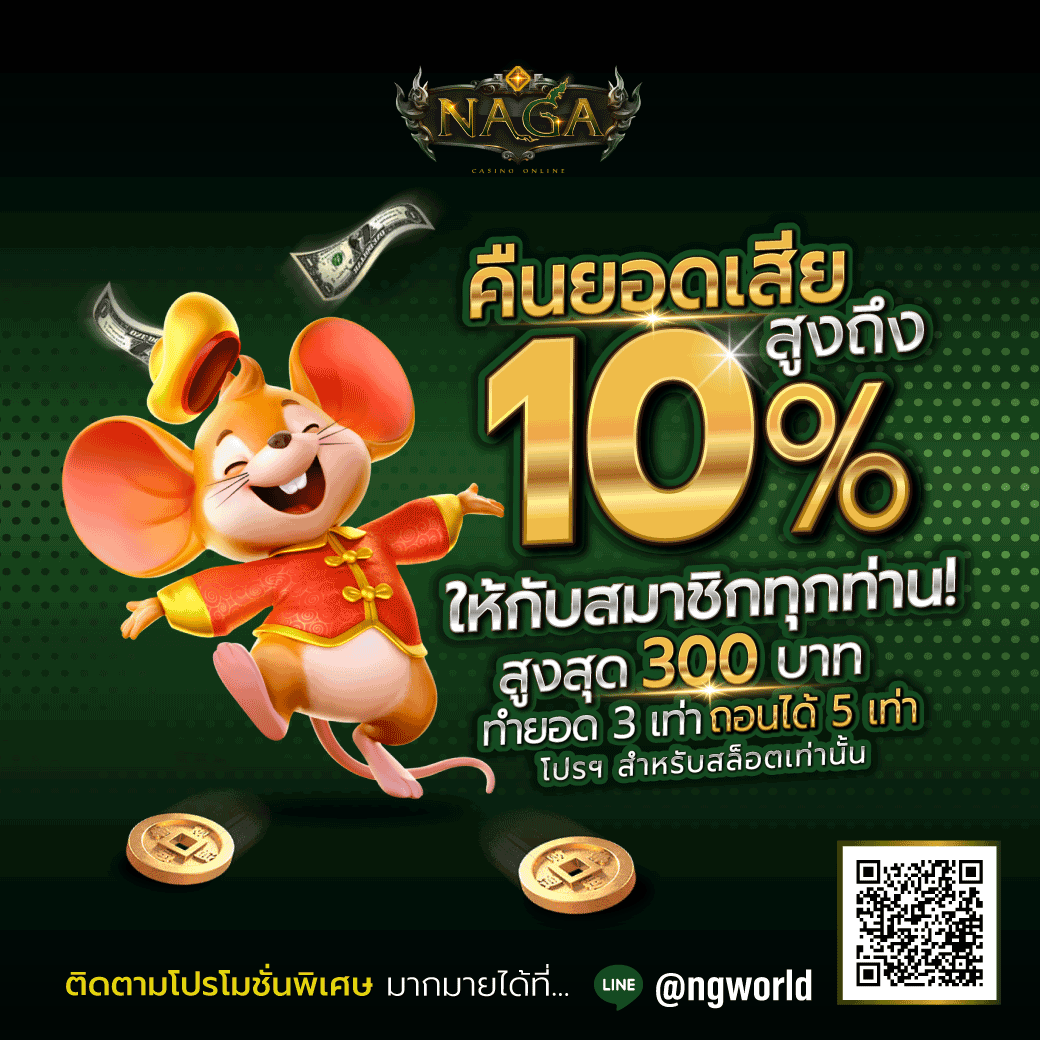 NAGA
CASINO ONLINE
คืนยอดเสีย
สูงถึง
10%
ให้กับสมาชิกทุกท่าน!
สูงสุด 300 บาท
ทำยอด 3 เท่า ถอนได้ 5 เท่า
โปรฯ สำหรับสล็อตเท่านั้น
ติดตามโปรโมชั่นพิเศษ มากมายได้ที่...
LINE @ngworld